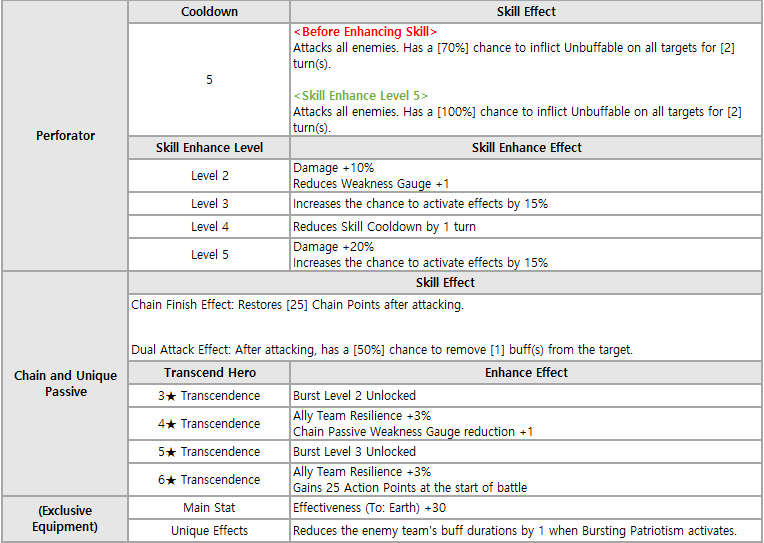 Cooldown Skill Effect
Perforator
5
<Before Enhancing Skill>
Attacks all enemies. Has a [70%] chance to inflict Unbuffable on all targets for [2]
turn(s).
<Skill Enhance Level 5>
Attacks all enemies. Has a [100%] chance to inflict Unbuffable on all targets for [2]
turn(s).
Skill Enhance Level Skill Enhance Effect
Level 2
Damage +10%
Reduces Weakness Gauge +1
Level 3 Increases the chance to activate effects by 15%
Level 4 Reduces Skill Cooldown by 1 turn
Level 5
Damage +20%
Increases the chance to activate effects by 15%
Chain and Unique
Passive
Skill Effect
Chain Finish Effect: Restores [25] Chain Points after attacking.
Dual Attack Effect: After attacking, has a [50%] chance to remove [1] buff(s) from the target.
Transcend Hero Enhance Effect
3★ Transcendence Burst Level 2 Unlocked
4★ Transcendence
Ally Team Resilience +3%
Chain Passive Weakness Gauge reduction +1
5★ Transcendence Burst Level 3 Unlocked
6★ Transcendence
Ally Team Resilience +3%
Gains 25 Action Points at the start of battle
(Exclusive
Equipment)
Main Stat Effectiveness (To: Earth) +30
Unique Effects Reduces the enemy team's buff durations by 1 when Bursting Patriotism activates.